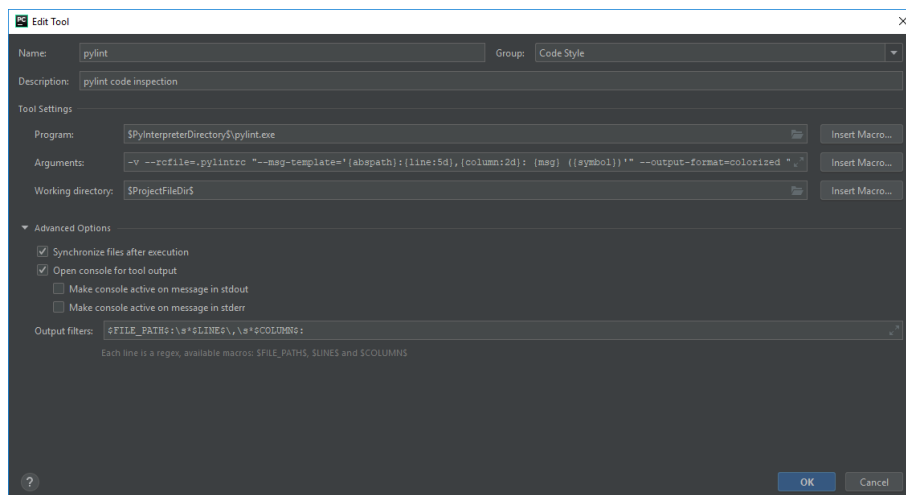 PC Edit Tool
Name: pylint Group: Code Style
Description: pylint code inspection
Tool Settings
Program: $PyInterpreterDirectory$\pylint.exe Insert Macro...
Arguments: -v --rcfile=.pylintrc "--msg-template='{abspath}:{line:5d},{column:2d}: {msg} ({symbol})'" --output-format=colorized " Insert Macro...
Working directory: $ProjectFileDir$ Insert Macro...
Advanced Options
Synchronize files after execution
Open console for tool output
Make console active on message in stdout
Make console active on message in stderr
Output filters: $FILE_PATH$:\s*$LINE$\,\s*$COLUMN$:
Each line is a regex, available macros: $FILE_PATH$, $LINE$ and $COLUMN$
? OK Cancel